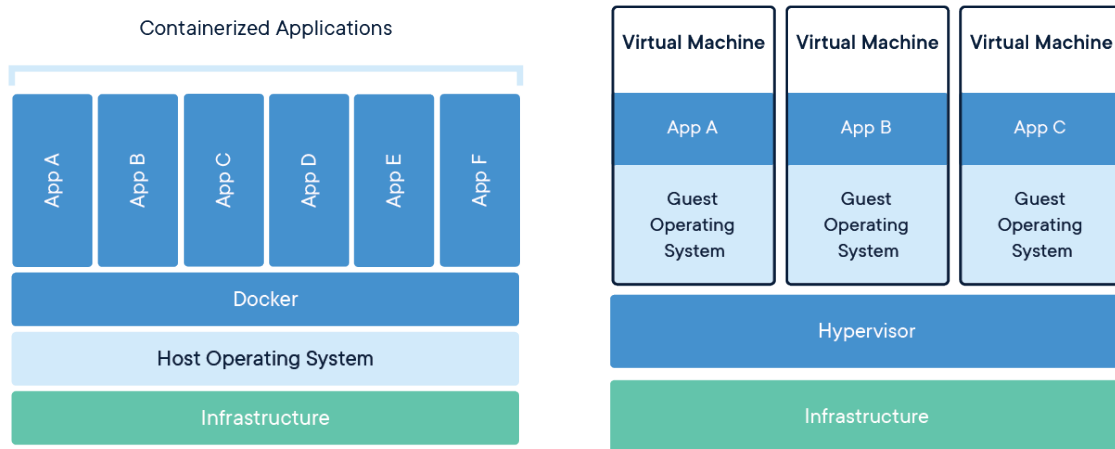 Containerized Applications
App A
App B
App C
App D
App E
App F
Docker
Host Operating System
Infrastructure
Virtual Machine
App A
Guest
Operating
System
Virtual Machine
App B
Guest
Operating
System
Virtual Machine
App C
Guest
Operating
System
Hypervisor
Infrastructure